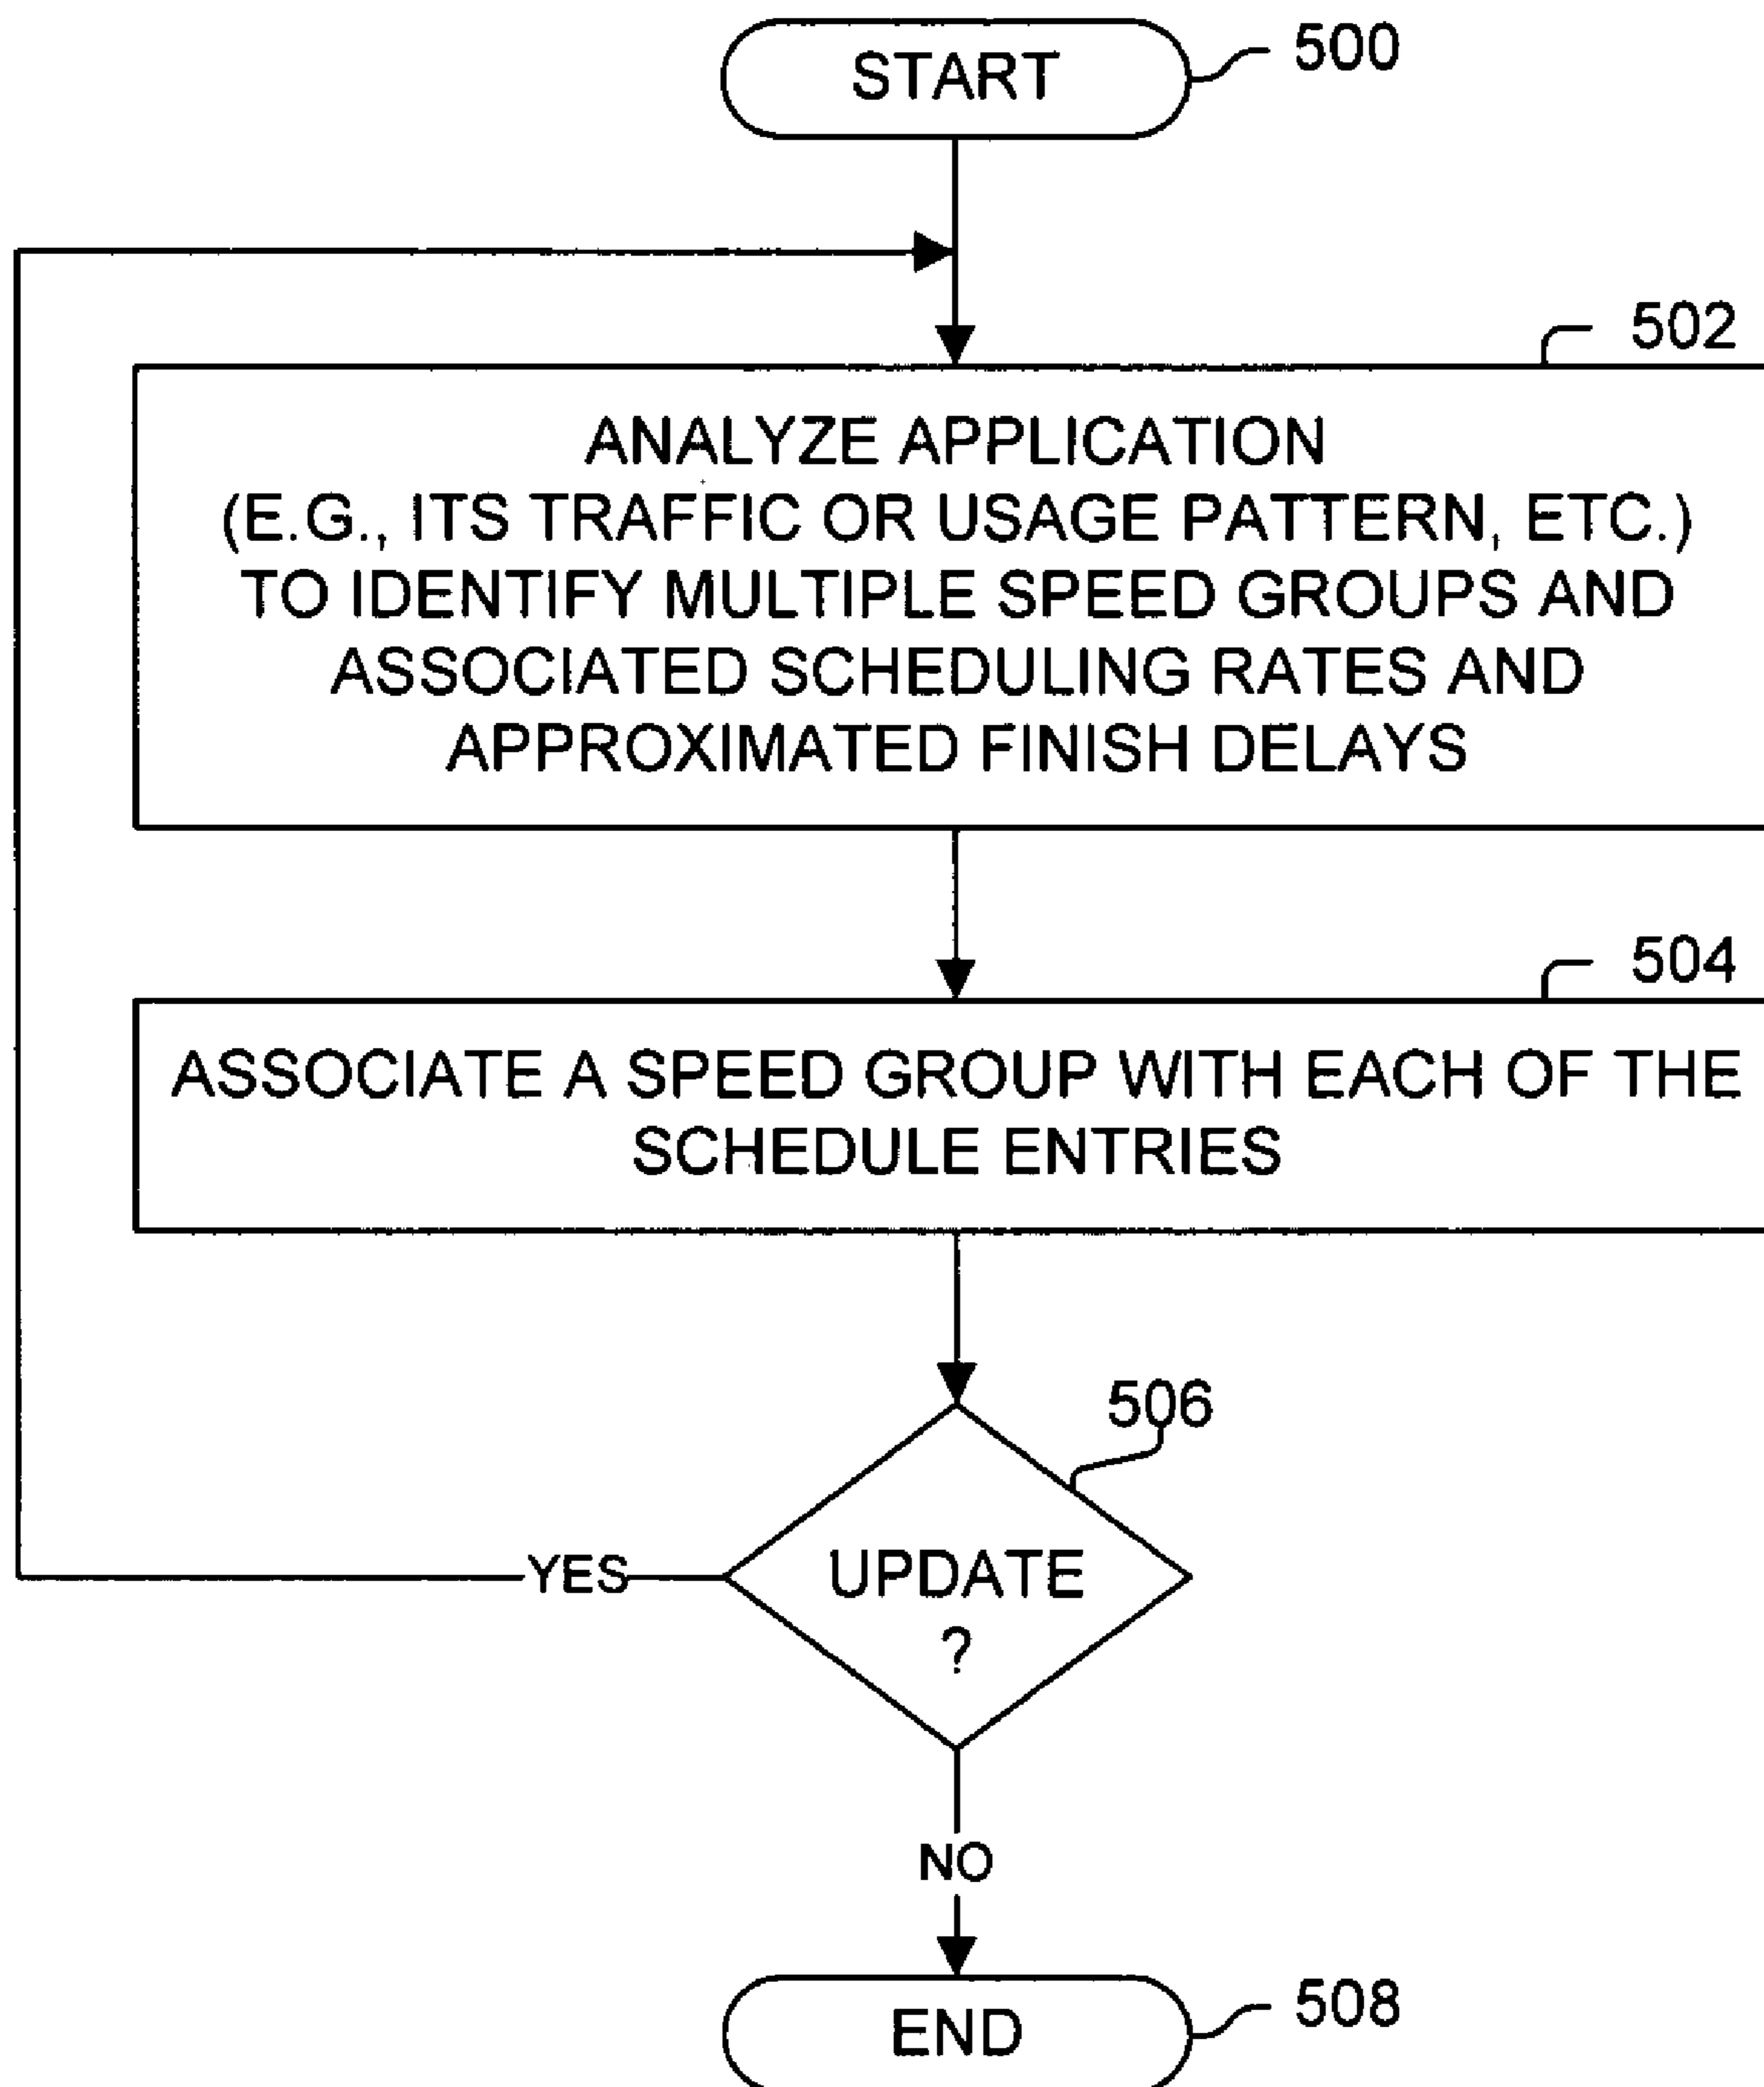 START
500
502
ANALYZE APPLICATION
(E.G., ITS TRAFFIC OR USAGE PATTERN, ETC.)
TO IDENTIFY MULTIPLE SPEED GROUPS AND
ASSOCIATED SCHEDULING RATES AND
APPROXIMATED FINISH DELAYS
504
ASSOCIATE A SPEED GROUP WITH EACH OF THE
SCHEDULE ENTRIES
506
UPDATE
?
YES
NO
END
508